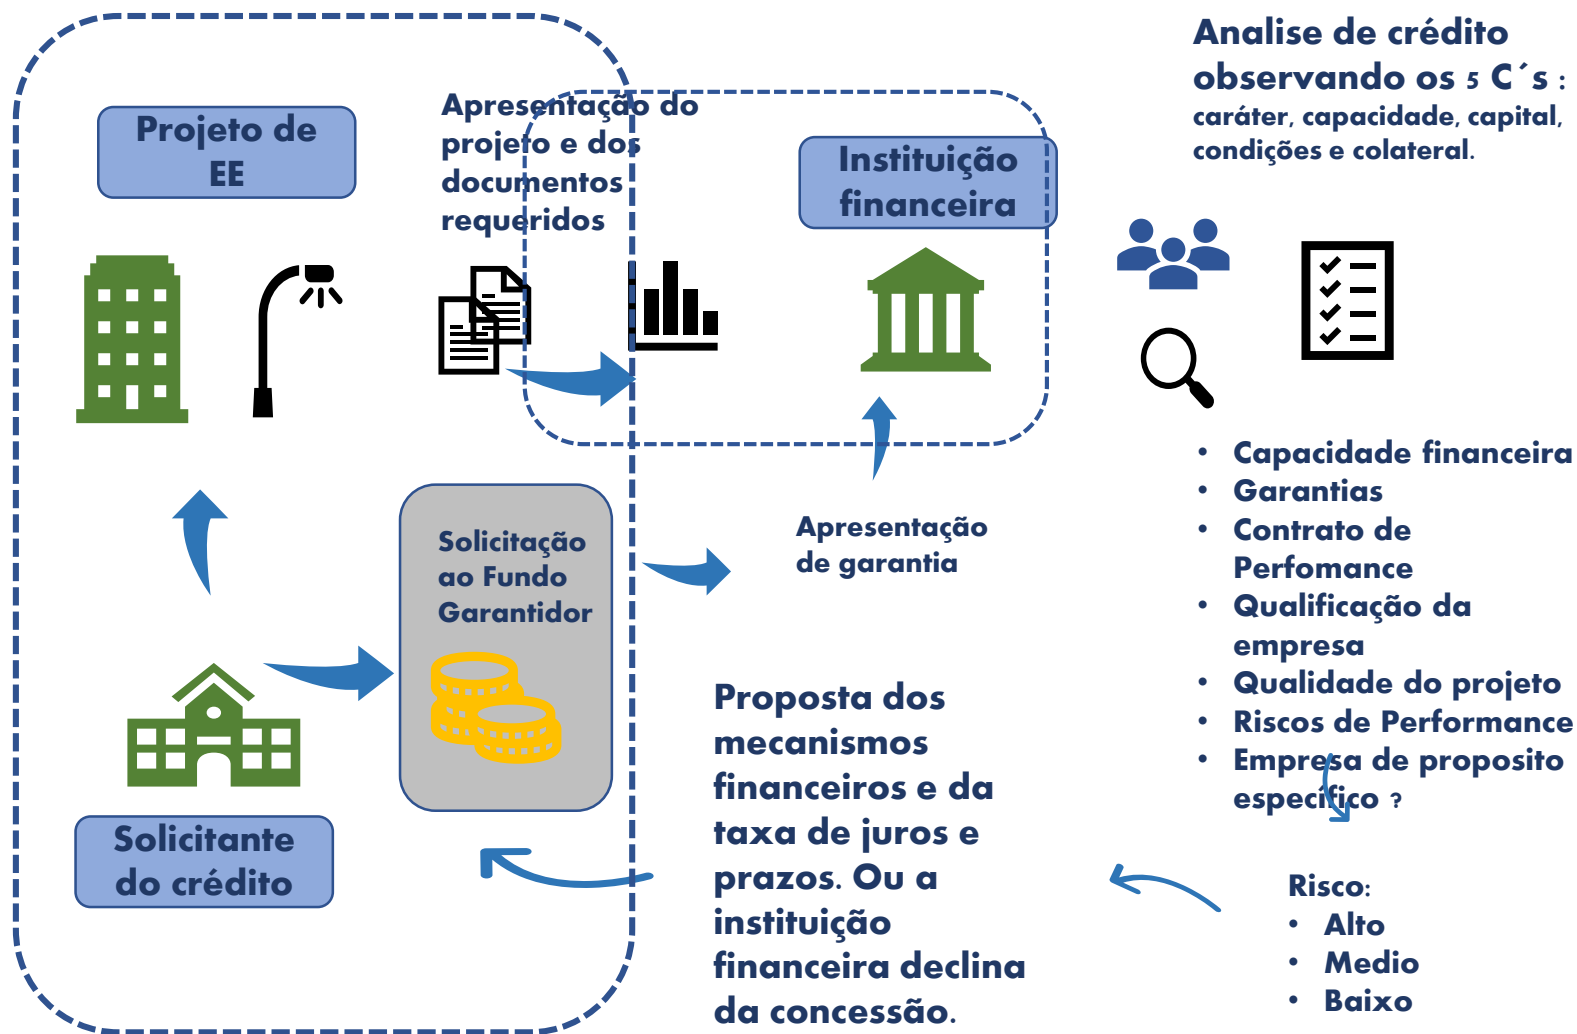 Projeto de
EE
Apresentação do
projeto e dos
documentos
requeridos
Instituição
financeira
Analise de crédito
observando os 5 C´s :
caráter, capacidade, capital,
condições e colateral.
Solicitação
ao Fundo
Garantidor
Apresentação
de garantia
Solicitante
do crédito
Proposta dos
mecanismos
financeiros e da
taxa de juros e
prazos. Ou a
instituição
financeira declina
da concessão.
• Capacidade financeira
• Garantias
• Contrato de
Perfomance
• Qualificação da
empresa
• Qualidade do projeto
• Riscos de Performance
• Empresa de proposito
específico ?
Risco:
• Alto
• Medio
• Baixo